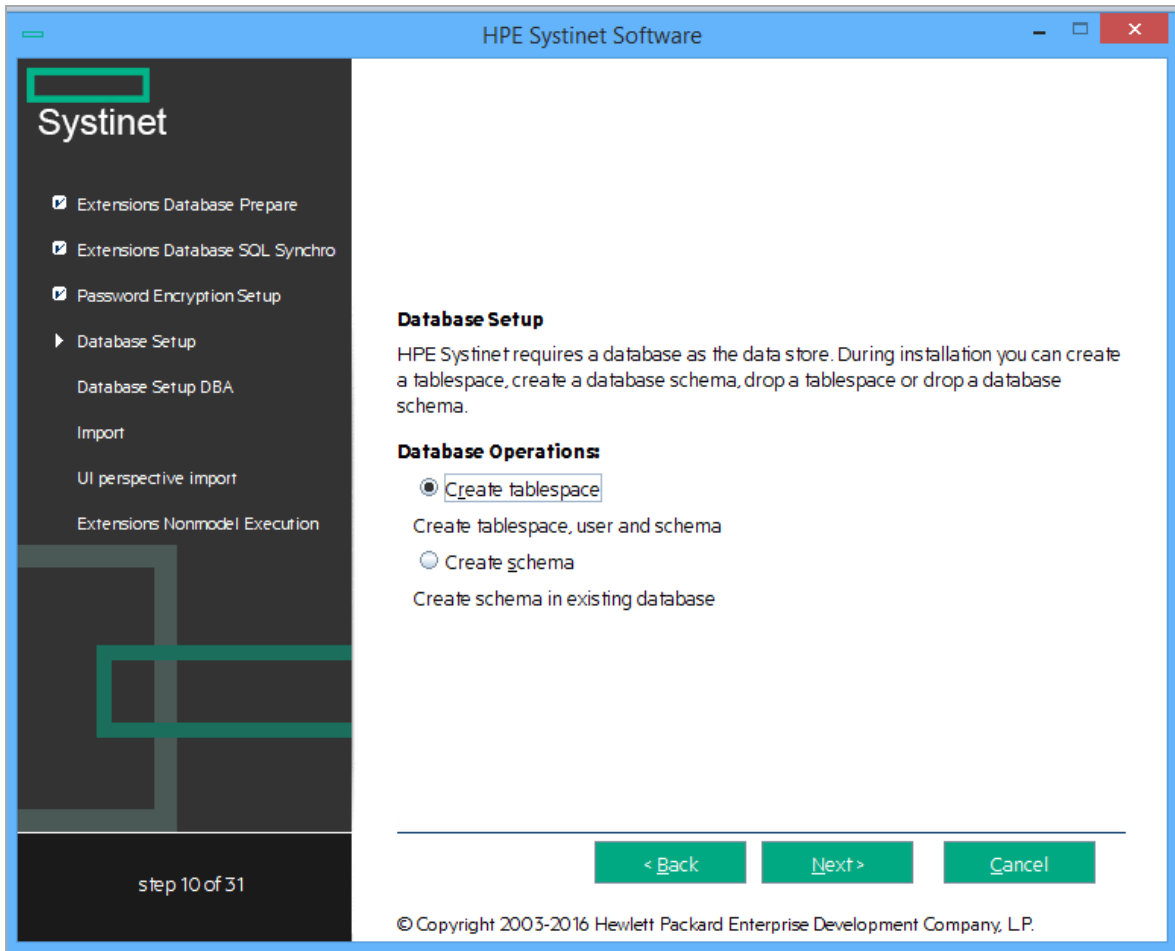 HPE Systinet Software
Systinet
Extensions Database Prepare
Extensions Database SQL Synchro
Password Encryption Setup
Database Setup
Database Setup DBA
Import
UI perspective import
Extensions Nonmodel Execution
step 10 of 31
Database Setup
HPE Systinet requires a database as the data store. During installation you can create
a tablespace, create a database schema, drop a tablespace or drop a database
schema.
Database Operations:
Create tablespace
Create tablespace, user and schema
Create schema
Create schema in existing database
< Back
Next >
Cancel
© Copyright 2003-2016 Hewlett Packard Enterprise Development Company, L.P.